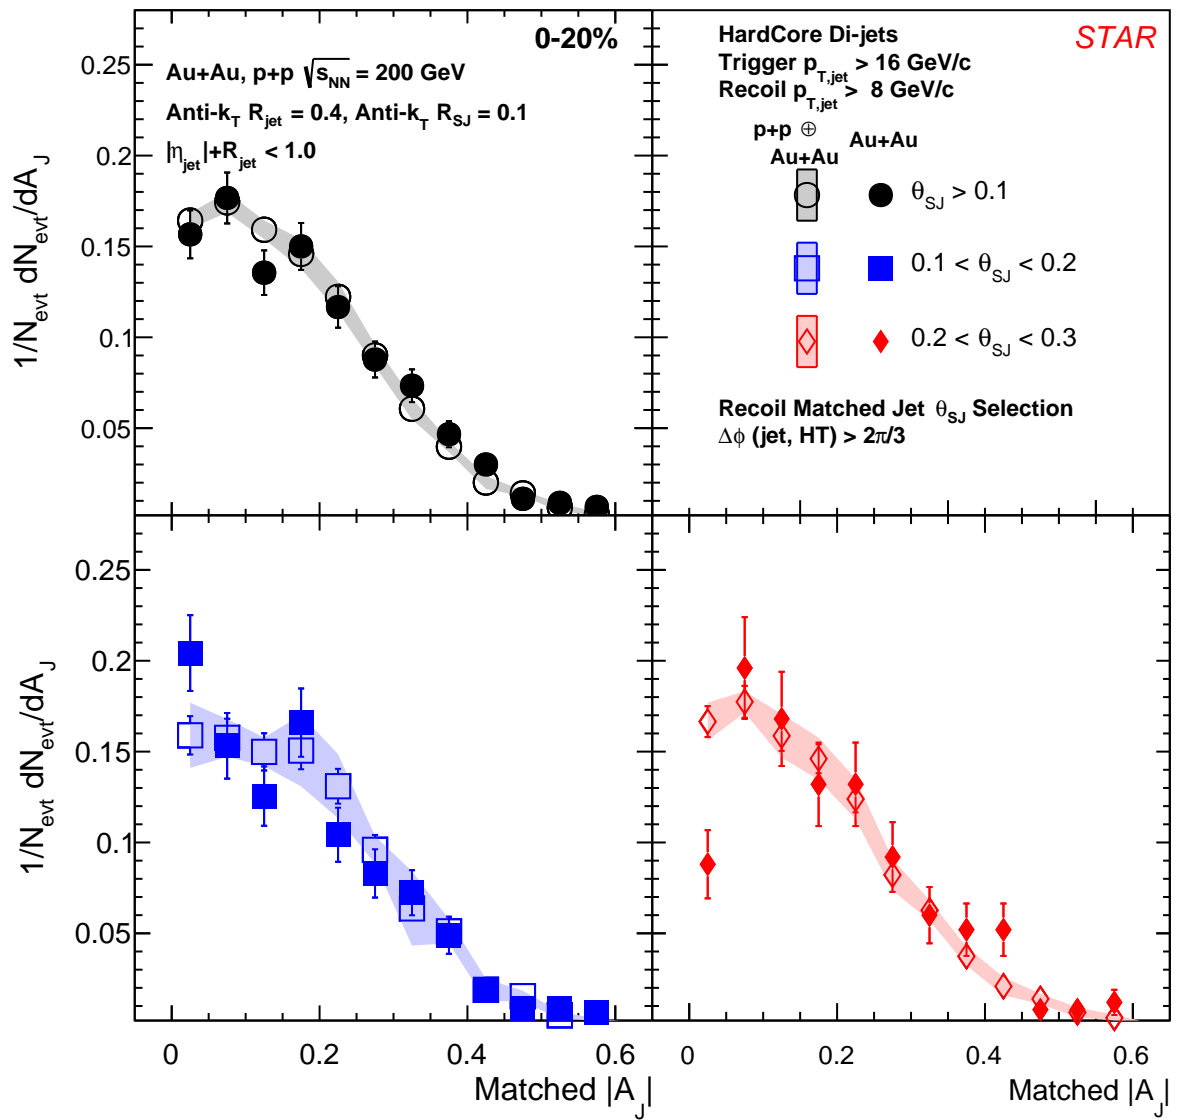 0-20%
Au+Au, p+p √s_NN = 200 GeV
Anti-k_T R_jet = 0.4, Anti-k_T R_SJ = 0.1
|η_jet|+R_jet < 1.0
0.25
0.2
0.15
0.1
0.05
1/N_evt dN_evt/dA_J
HardCore Di-jets
STAR
Trigger p_T,jet > 16 GeV/c
Recoil p_T,jet > 8 GeV/c
p+p ⊕
Au+Au
Au+Au
θ_SJ > 0.1
0.1 < θ_SJ < 0.2
0.2 < θ_SJ < 0.3
Recoil Matched Jet θ_SJ Selection
Δϕ (jet, HT) > 2π/3
0.25
0.2
0.15
0.1
0.05
1/N_evt dN_evt/dA_J
0 0.2 0.4 0.6
Matched |A_J|
0 0.2 0.4 0.6
Matched |A_J|